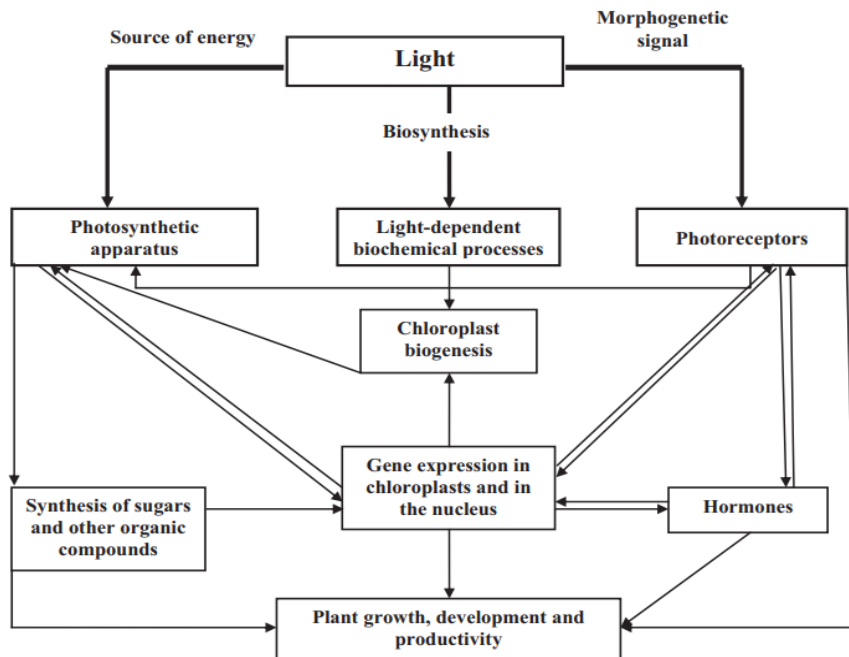 Source of energy
Morphogenetic
signal
Light
Biosynthesis
Photosynthetic
apparatus
Light-dependent
biochemical processes
Photoreceptors
Chloroplast
biogenesis
Gene expression in
chloroplasts and in
the nucleus
Synthesis of sugars
and other organic
compounds
Hormones
Plant growth, development and
productivity